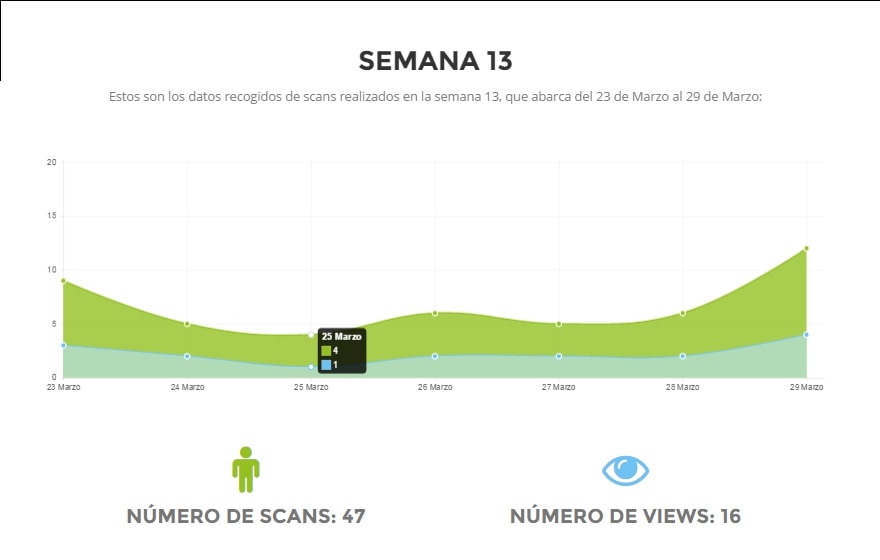 SEMANA 13
Estos son los datos recogidos de scans realizados en la semana 13, que abarca del 23 de Marzo al 29 de Marzo:
20
15
10
5
0
25 Marzo
4
1
23 Marzo 24 Marzo 25 Marzo 26 Marzo 27 Marzo 28 Marzo 29 Marzo
NÚMERO DE SCANS: 47 NÚMERO DE VIEWS: 16